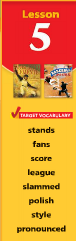 Lesson
5
TARGET VOCABULARY
stands
fans
score
league
slammed
polish
style
pronounced